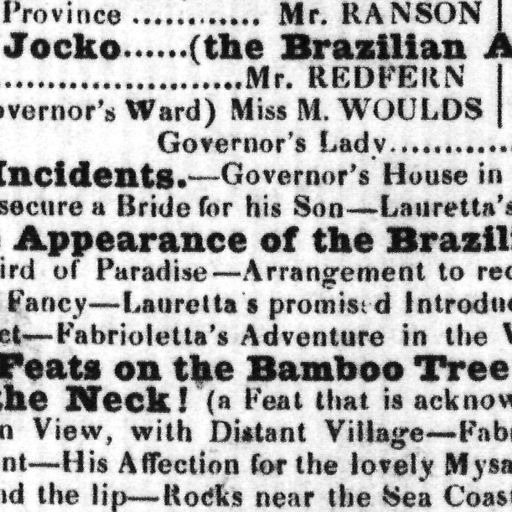 Province ............ Mr. RANSON
Jocko......(the Brazilian A
......................Mr. REDFERN
overnor's Ward) Miss M. WOULDS
Governor's Lady...........
Incidents.—Governor's House in
secure a Bride for his Son—Lauretta's
Appearance of the Brazil
ird of Paradise—Arrangement to rec
Fancy—Lauretta's promised Introdu
et—Fabrioletta's Adventure in the
Feats on the Bamboo Tree
the Neck! (a Feat that is acknow
n View, with Distant Village—Fab
nt—His Affection for the lovely Mysa
nd the lip—Rocks near the Sea Coast